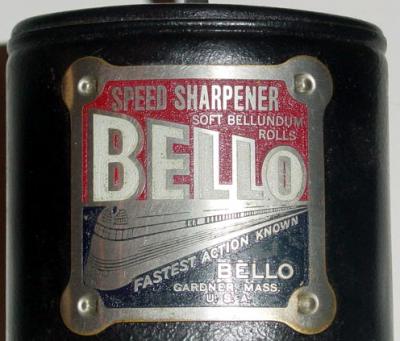 SPEED SHARPENER
SOFT BELLUNDUM
ROLLS
BELLO
FASTEST ACTION KNOWN
BELLO
GARDNER, MASS.
U. S. A.